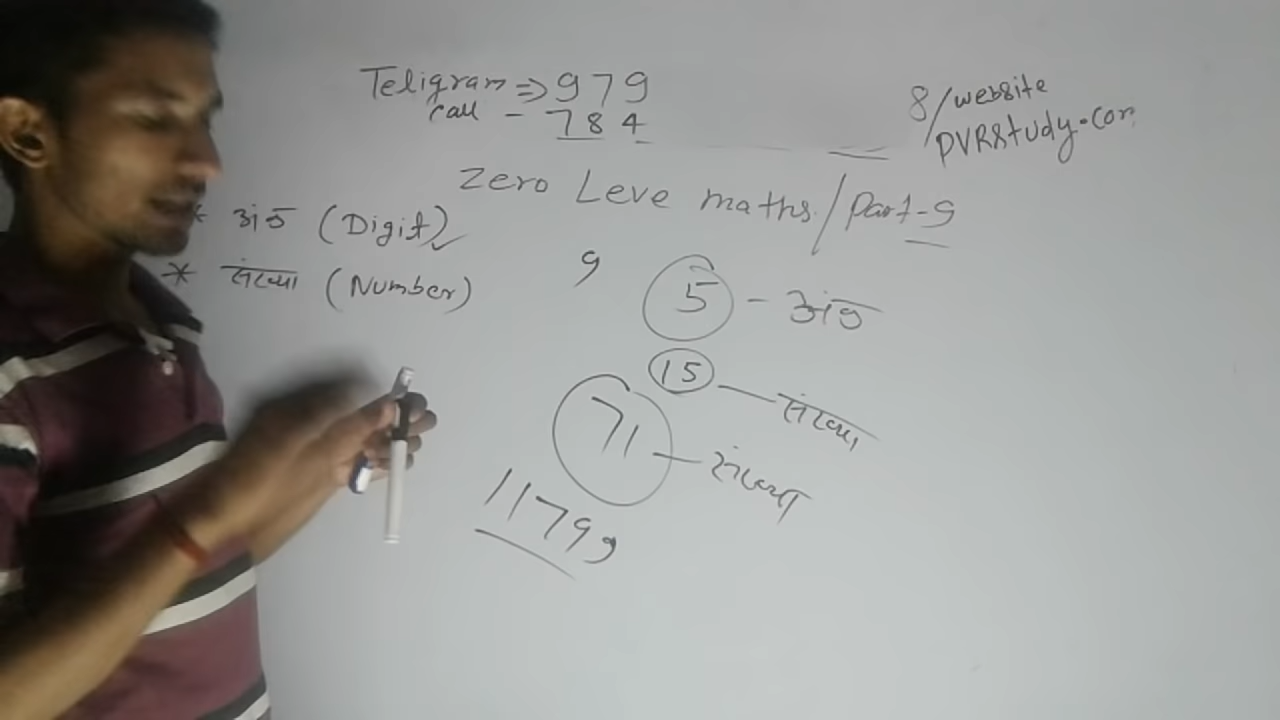 Teligram ⇒ 979
call - 784
8/website
PVRStudy.com
Zero Leve maths/Part-9
* अंक (Digit) ✓
* संख्या (Number)
9
5 - अंक
15 — संख्या
71 — संख्या
11799